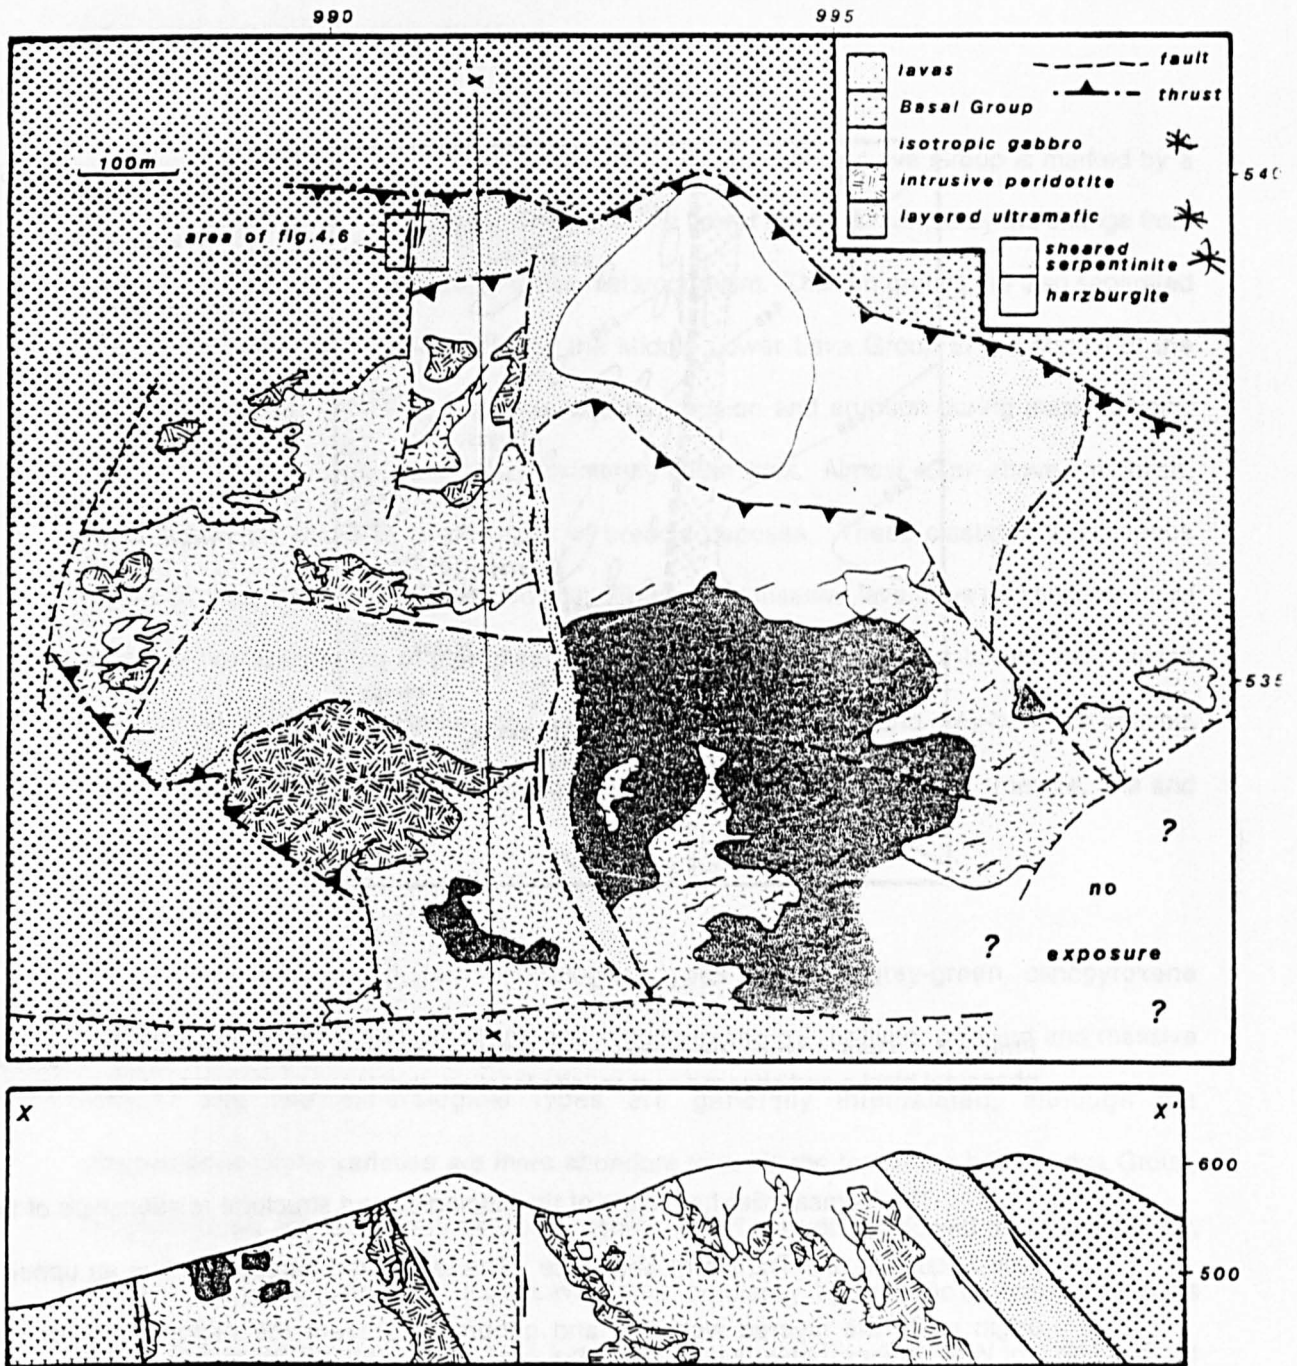 990
995
X
lavas
Basal Group
isotropic gabbro
intrusive peridotite
layered ultramafic
sheared
serpentinite
harzburgite
fault
thrust
100m
area of fig.4.6
540
535
?
no
?
exposure
?
X
X
X'
600
500